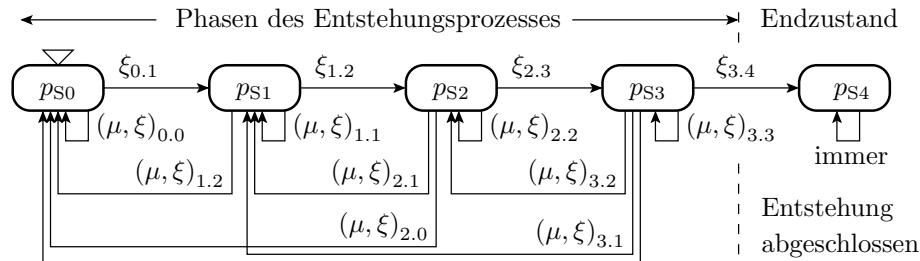 Phasen des Entstehungsprozesses Endzustand
ξ0.1 ξ1.2 ξ2.3 ξ3.4
pS0 pS1 pS2 pS3 pS4
(μ, ξ)0.0 (μ, ξ)1.1 (μ, ξ)2.2 (μ, ξ)3.3
immer
(μ, ξ)1.2 (μ, ξ)2.1 (μ, ξ)3.2
Entstehung
(μ, ξ)2.0 (μ, ξ)3.1
abgeschlossen